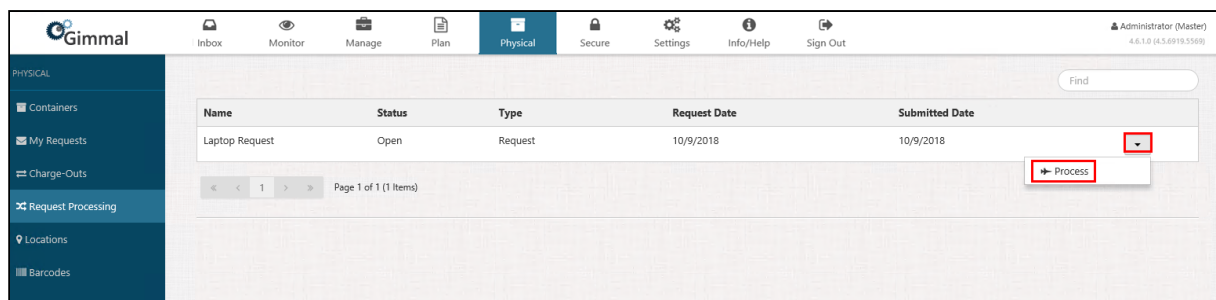 Gimmal
Inbox Monitor Manage Plan Physical Secure Settings Info/Help Sign Out
Administrator (Master)
4.6.1.0 (4.5.6919.5569)
PHYSICAL
Containers
My Requests
Charge-Outs
Request Processing
Locations
Barcodes
Find
Name Status Type Request Date Submitted Date
Laptop Request Open Request 10/9/2018 10/9/2018
Process
« < 1 > » Page 1 of 1 (1 Items)